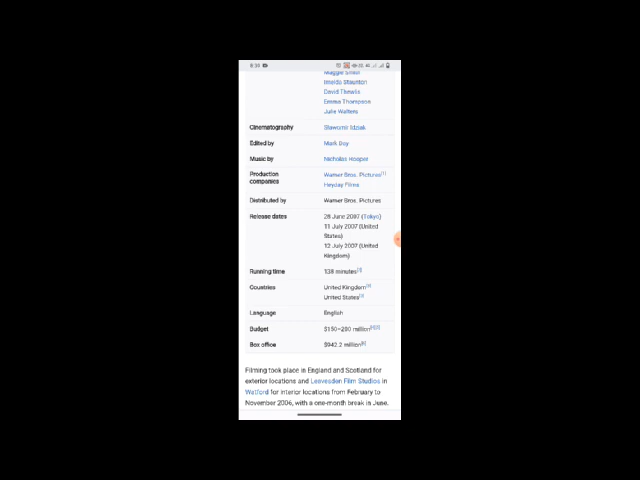 Maggie Smith
Imelda Staunton
David Thewlis
Emma Thompson
Julie Walters
Cinematography Sławomir Idziak
Edited by Mark Day
Music by Nicholas Hooper
Production companies Warner Bros. Pictures[1]
Heyday Films
Distributed by Warner Bros. Pictures
Release dates 28 June 2007 (Tokyo)
11 July 2007 (United
States)
12 July 2007 (United
Kingdom)
Running time 138 minutes
Countries United Kingdom
United States
Language English
Budget $150–200 million
Box office $942.2 million
Filming took place in England and Scotland for
exterior locations and Leavesden Film Studios in
Watford for interior locations from February to
November 2006, with a one-month break in June.